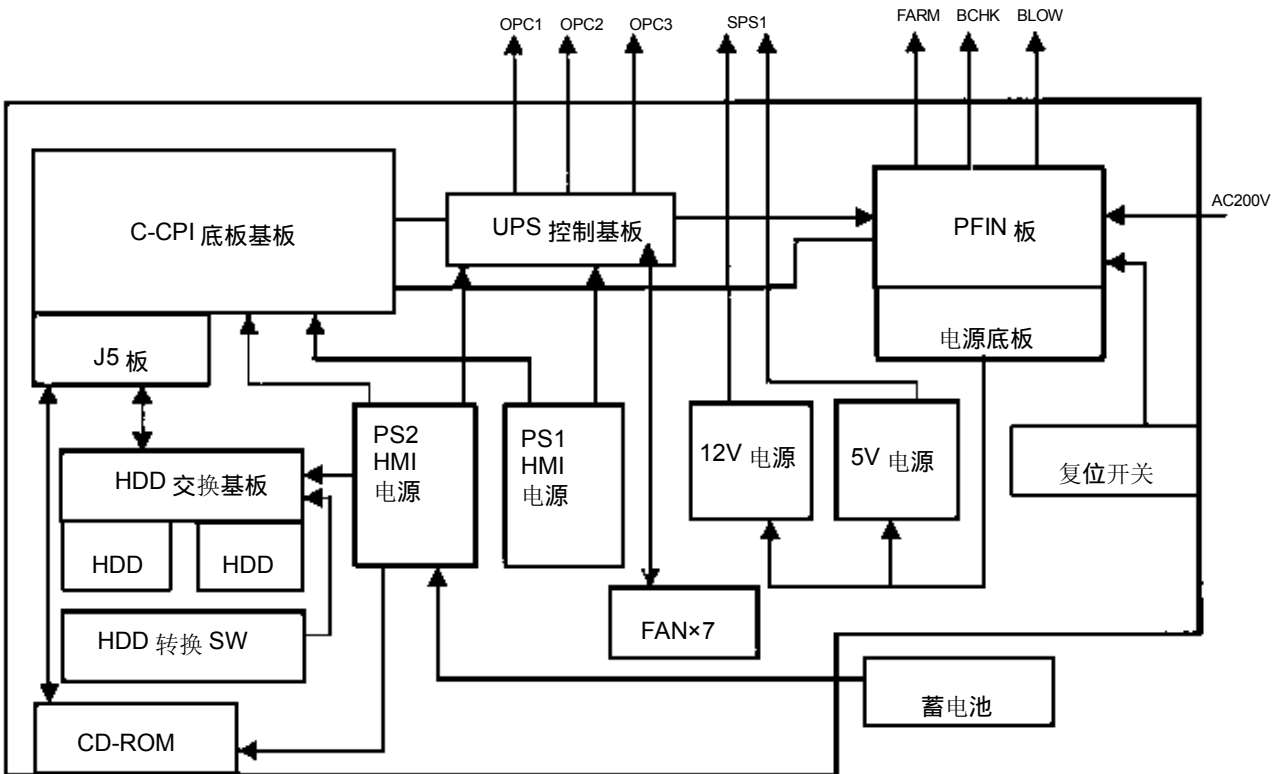 OPC1 OPC2 OPC3 SPS1 FARM BCHK BLOW
AC200V
C-CPI 底板基板
UPS 控制基板
PFIN 板
电源底板
J5 板
PS2
HMI
电源
PS1
HMI
电源
12V 电源
5V 电源
复位开关
HDD 交换基板
HDD
HDD
HDD 转换 SW
FAN×7
蓄电池
CD-ROM